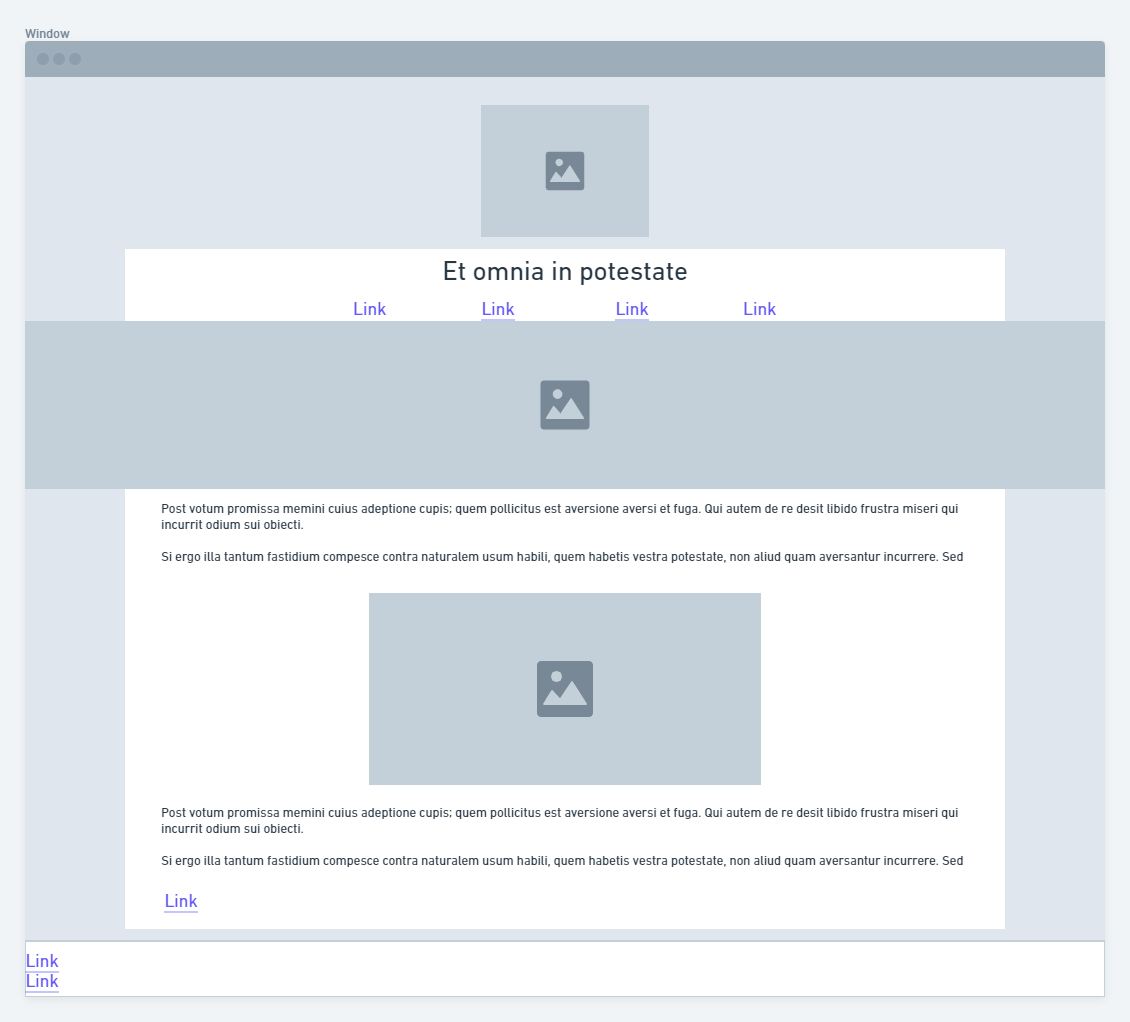 Window
Et omnia in potestate
Link Link Link Link
Post votum promissa memini cuius adeptione cupis; quem pollicitus est aversione aversi et fuga. Qui autem de re desit libido frustra miseri qui
incurrit odium sui obiecti.
Si ergo illa tantum fastidium compesce contra naturalem usum habili, quem habetis vestra potestate, non aliud quam aversantur incurrere. Sed
Post votum promissa memini cuius adeptione cupis; quem pollicitus est aversione aversi et fuga. Qui autem de re desit libido frustra miseri qui
incurrit odium sui obiecti.
Si ergo illa tantum fastidium compesce contra naturalem usum habili, quem habetis vestra potestate, non aliud quam aversantur incurrere. Sed
Link
Link
Link